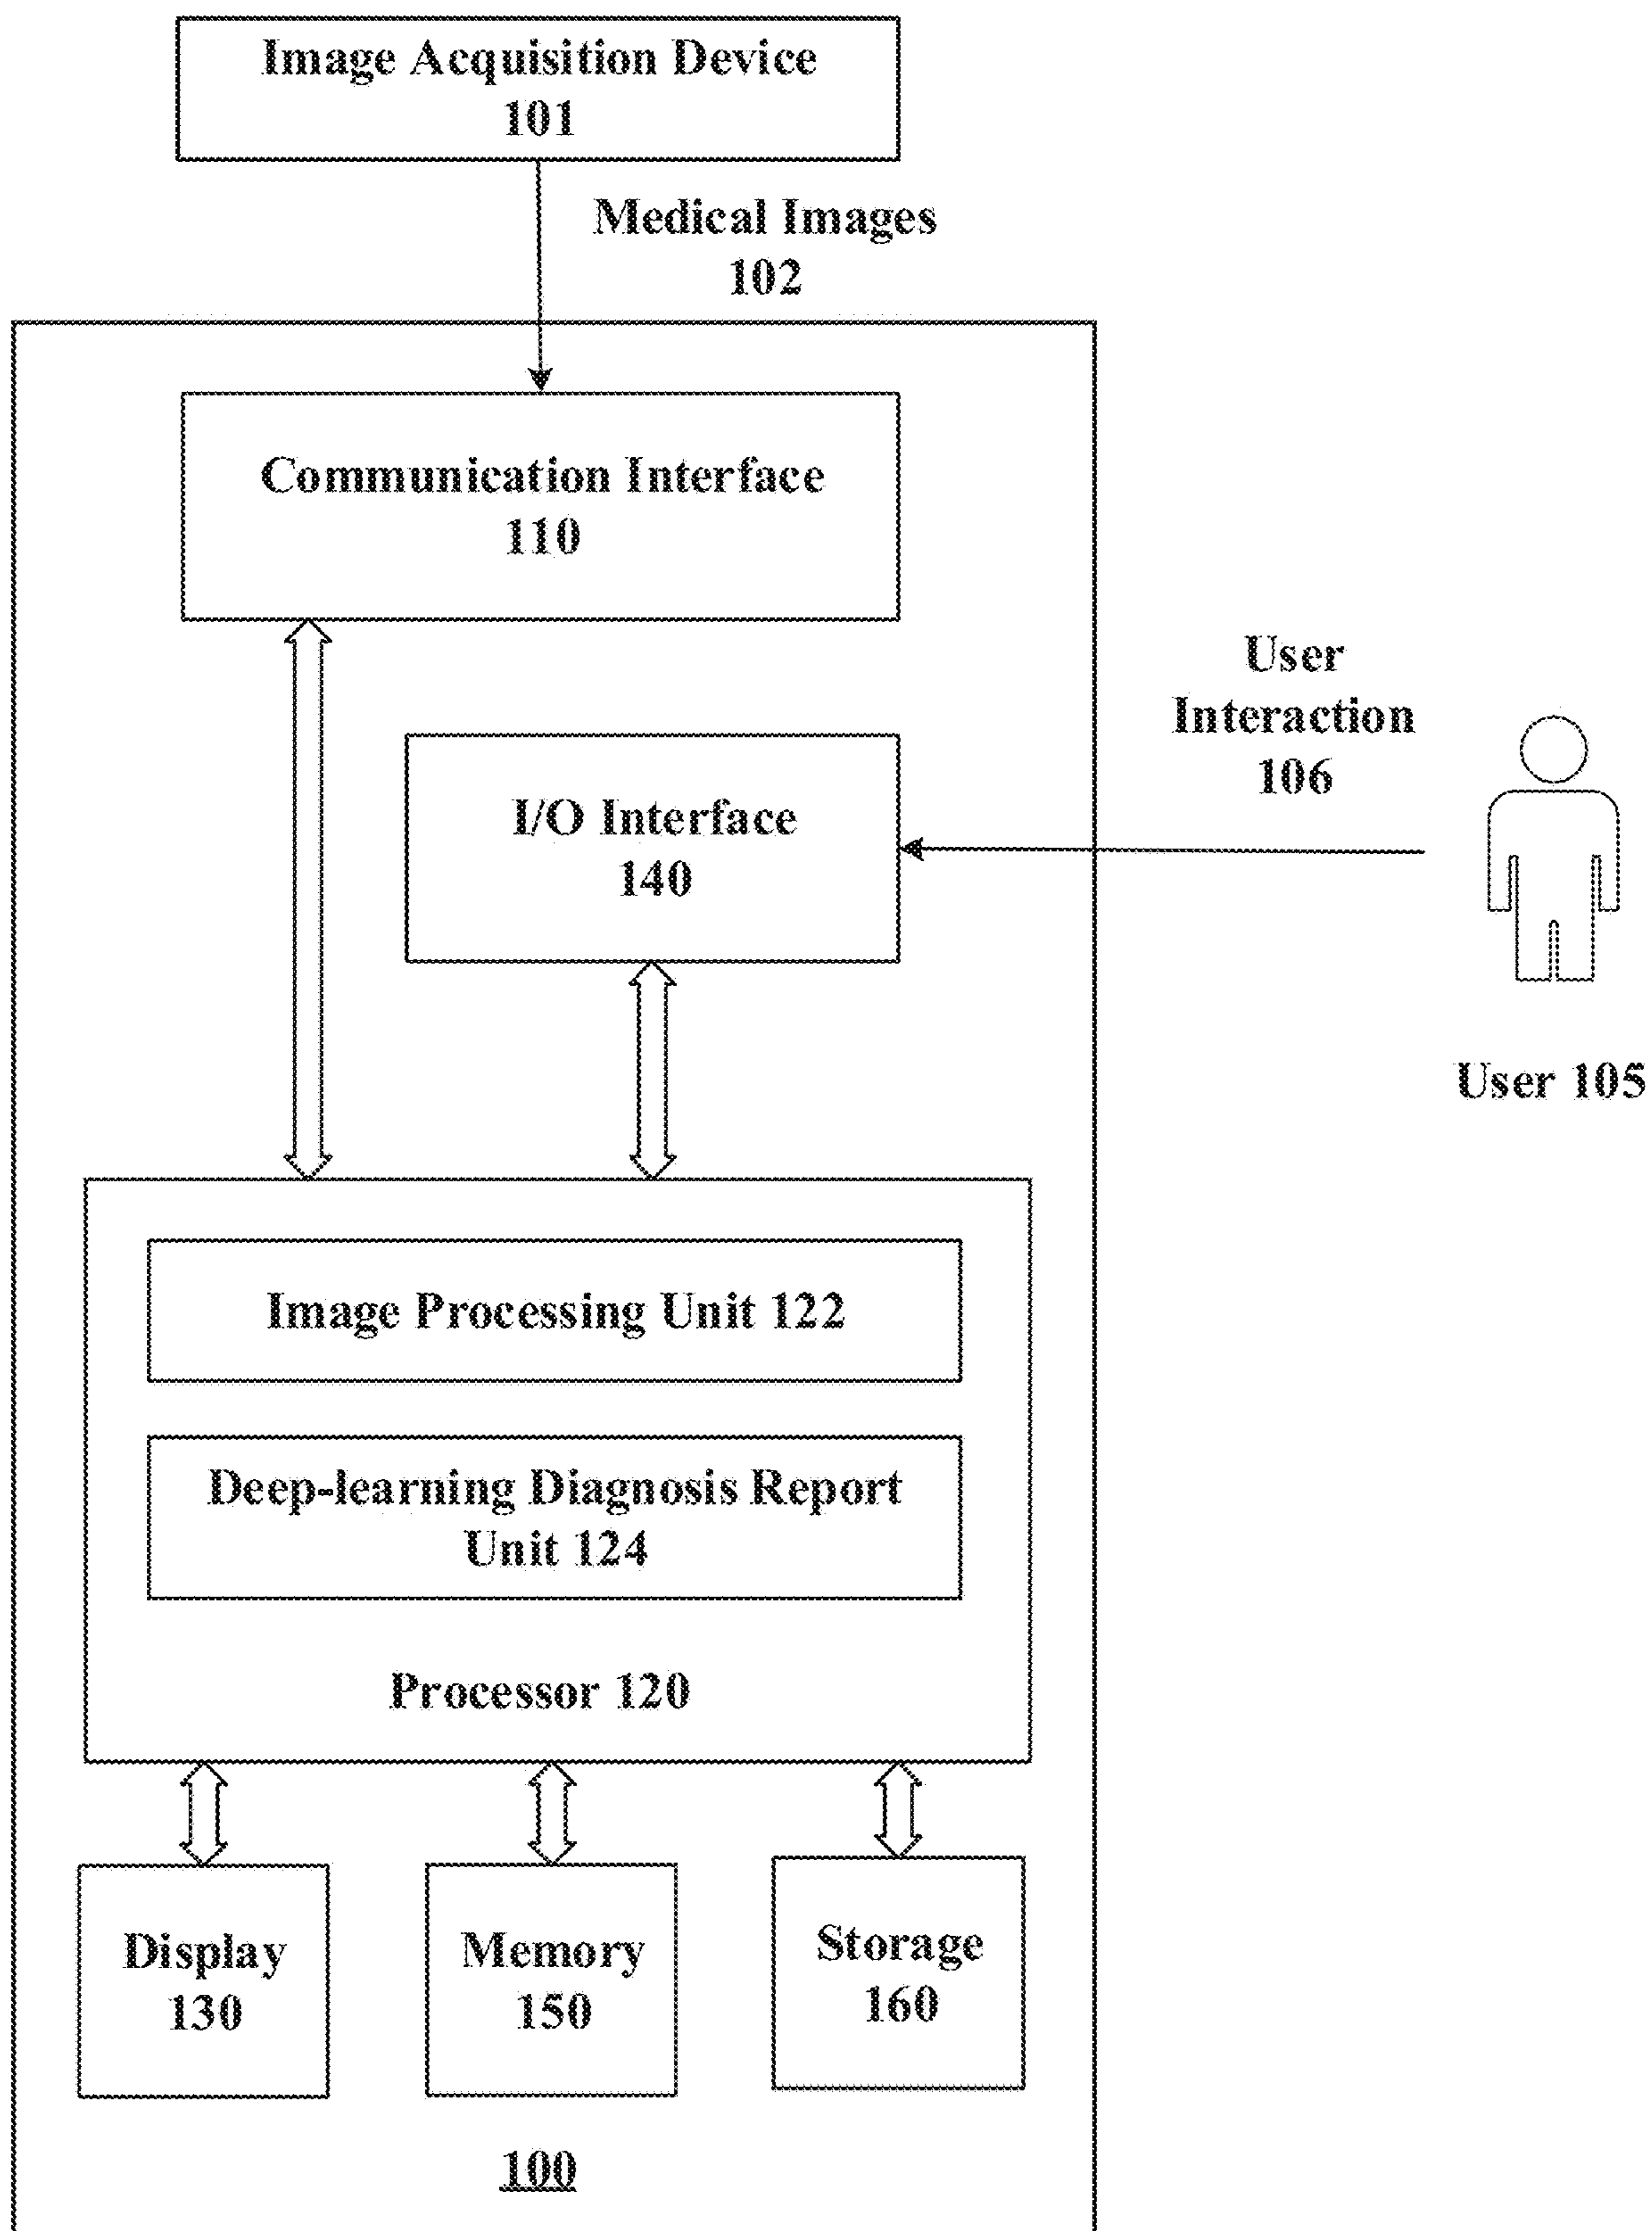 Image Acquisition Device
101
Medical Images
102
Communication Interface
110
User
Interaction
106
I/O Interface
140
User 105
Image Processing Unit 122
Deep-learning Diagnosis Report
Unit 124
Processor 120
Display
130
Memory
150
Storage
160
100